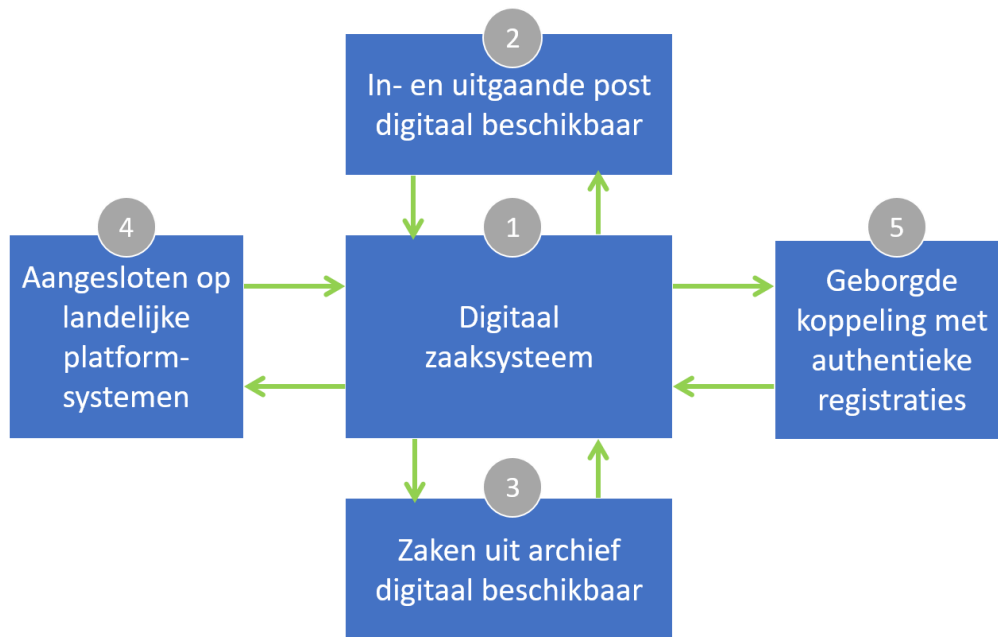 2
In- en uitgaande post
digitaal beschikbaar
4
Aangesloten op
landelijke
platform-
systemen
1
Digitaal
zaaksysteem
5
Geborgde
koppeling met
authentieke
registraties
3
Zaken uit archief
digitaal beschikbaar